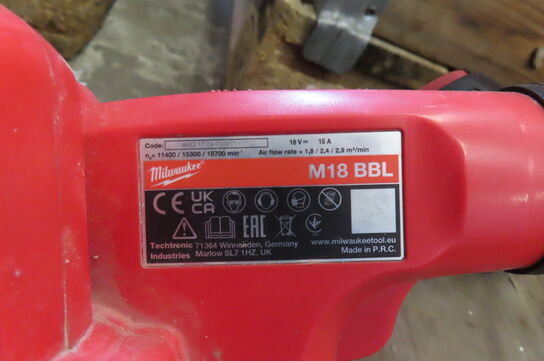 Code: 18 V 15 A
n₀= 11400 / 15300 / 18700 min⁻¹ Air flow rate = 1,8 / 2,4 / 2,9 m³/min
Milwaukee
M18 BBL
CE UK CA
EAC
Techtronic Industries
71364 Winnenden, Germany
Marlow SL7 1HZ, UK
www.milwaukeetool.eu
Made in P.R.C.